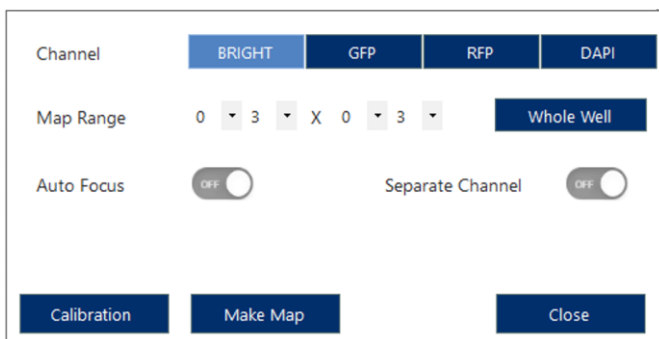 Channel BRIGHT GFP RFP DAPI
Map Range 0 3 X 0 3 Whole Well
Auto Focus OFF Separate Channel OFF
Calibration Make Map Close